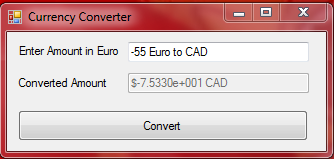 Currency Converter
Enter Amount in Euro -55 Euro to CAD
Converted Amount $-7.5330e+001 CAD
Convert